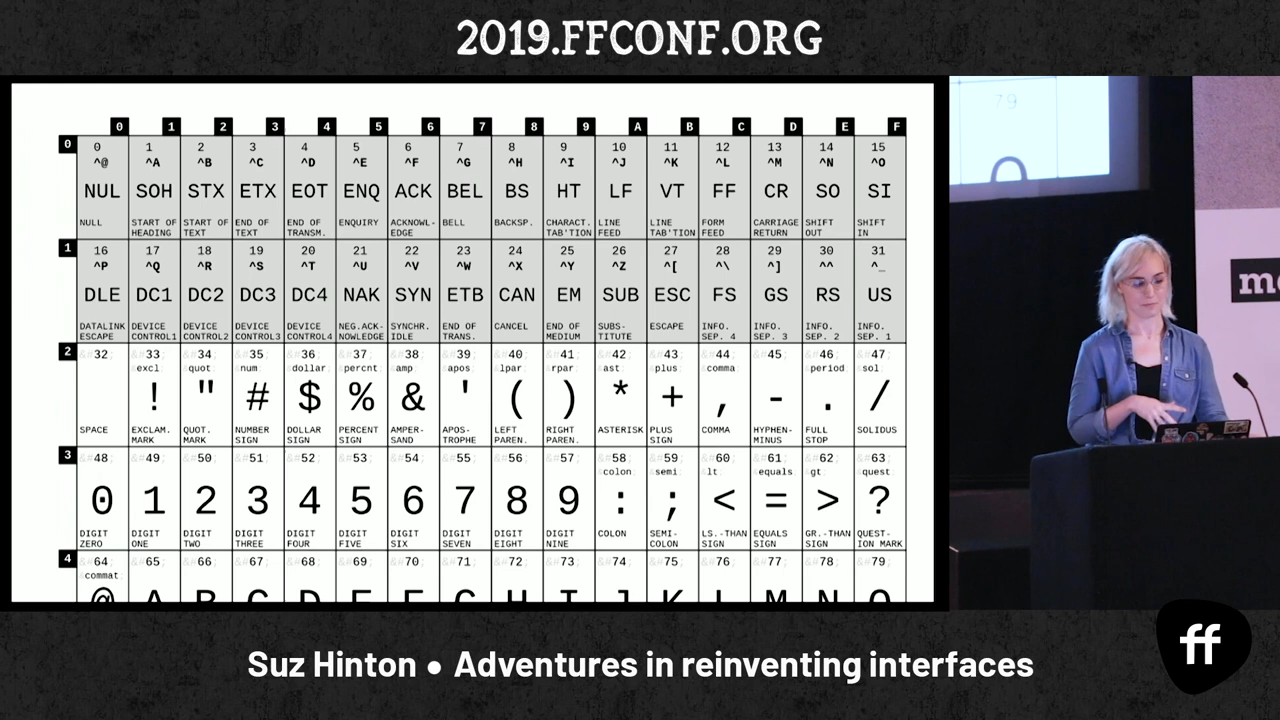 2019.FFCONF.ORG
0 1 2 3 4 5 6 7 8 9 A B C D E F
0
0 1 2 3 4 5 6 7 8 9 10 11 12 13 14 15
^@ ^A ^B ^C ^D ^E ^F ^G ^H ^I ^J ^K ^L ^M ^N ^O
NUL SOH STX ETX EOT ENQ ACK BEL BS HT LF VT FF CR SO SI
NULL START OF START OF END OF END OF ENQUIRY ACKNOWL- BELL BACKSP. CHARACT. LINE LINE FORM CARRIAGE SHIFT SHIFT
HEADING TEXT TEXT TRANSM. EDGE TAB'TION FEED TAB'TION FEED RETURN OUT IN
1
16 17 18 19 20 21 22 23 24 25 26 27 28 29 30 31
^P ^Q ^R ^S ^T ^U ^V ^W ^X ^Y ^Z ^[ ^\ ^] ^^ ^_
DLE DC1 DC2 DC3 DC4 NAK SYN ETB CAN EM SUB ESC FS GS RS US
DATALINK DEVICE DEVICE DEVICE DEVICE NEG.ACK- SYNCHR. END OF CANCEL END OF SUBS- ESCAPE INFO. INFO. INFO. INFO.
ESCAPE CONTROL1 CONTROL2 CONTROL3 CONTROL4 NOWLEDGE IDLE TRANS. MEDIUM TITUTE SEP. 4 SEP. 3 SEP. 2 SEP. 1
2
&#32; &#33; &#34; &#35; &#36; &#37; &#38; &#39; &#40; &#41; &#42; &#43; &#44; &#45; &#46; &#47;
&excl; &quot; &num; &dollar; &percnt; &amp; &apos; &lpar; &rpar; &ast; &plus; &comma; &period; &sol;
! " # $ % & ' ( ) * + , - . /
SPACE EXCLAM. QUOT. NUMBER DOLLAR PERCENT AMPER- APOS- LEFT RIGHT ASTERISK PLUS COMMA HYPHEN- FULL SOLIDUS
MARK MARK SIGN SIGN SIGN SAND TROPHE PAREN. PAREN. SIGN MINUS STOP
3
&#48; &#49; &#50; &#51; &#52; &#53; &#54; &#55; &#56; &#57; &#58; &#59; &#60; &#61; &#62; &#63;
&colon; &semi; &lt; &equals; &gt; &quest;
0 1 2 3 4 5 6 7 8 9 : ; < = > ?
DIGIT DIGIT DIGIT DIGIT DIGIT DIGIT DIGIT DIGIT DIGIT DIGIT COLON SEMI- LS.-THAN EQUALS GR.-THAN QUEST-
ZERO ONE TWO THREE FOUR FIVE SIX SEVEN EIGHT NINE COLON SIGN SIGN SIGN ION MARK
4
&#64; &#65; &#66; &#67; &#68; &#69; &#70; &#71; &#72; &#73; &#74; &#75; &#76; &#77; &#78; &#79;
&commat;
@ A B C D E F G H I J K L M N O
79
ff
Suz Hinton • Adventures in reinventing interfaces